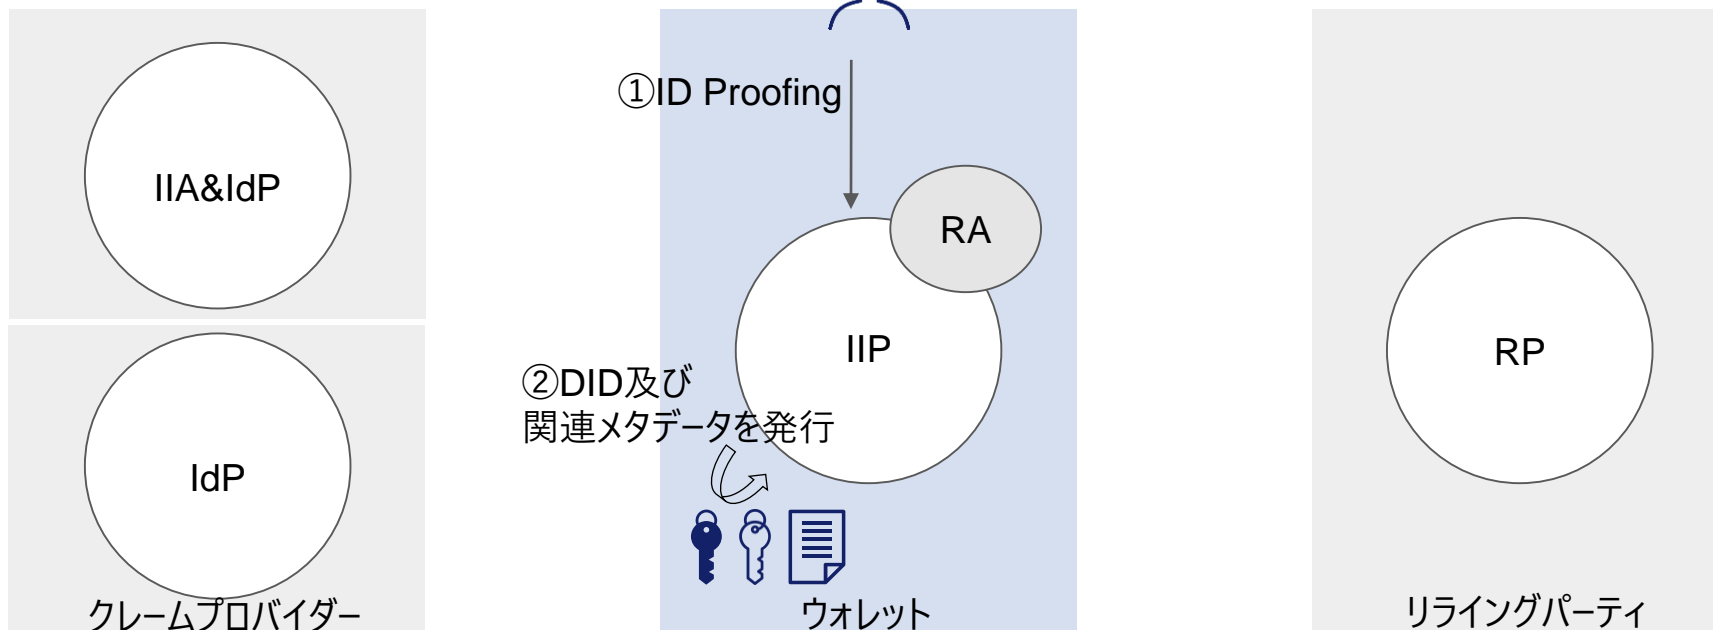 ①ID Proofing
IIA&IdP
RA
IIP
RP
②DID及び
関連メタデータを発行
IdP
クレームプロバイダー
ウォレット
リライングパーティ